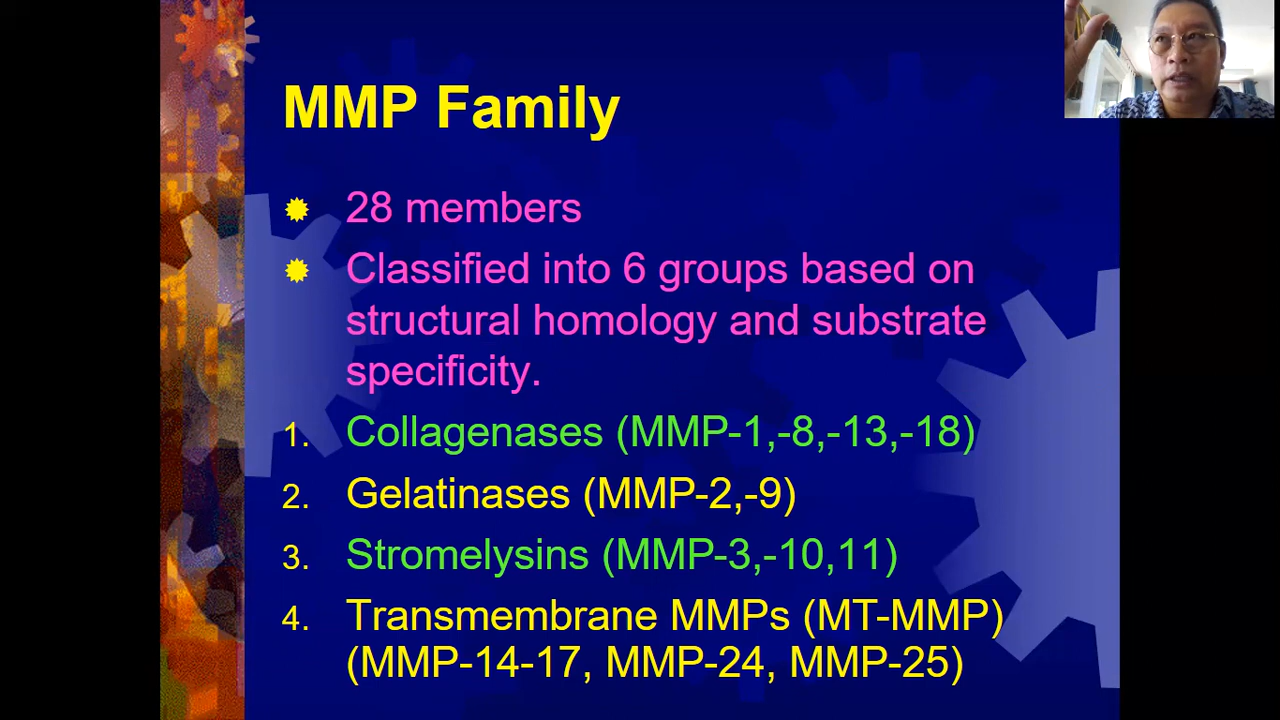 MMP Family
28 members
Classified into 6 groups based on
structural homology and substrate
specificity.
1. Collagenases (MMP-1,-8,-13,-18)
2. Gelatinases (MMP-2,-9)
3. Stromelysins (MMP-3,-10,11)
4. Transmembrane MMPs (MT-MMP)
(MMP-14-17, MMP-24, MMP-25)